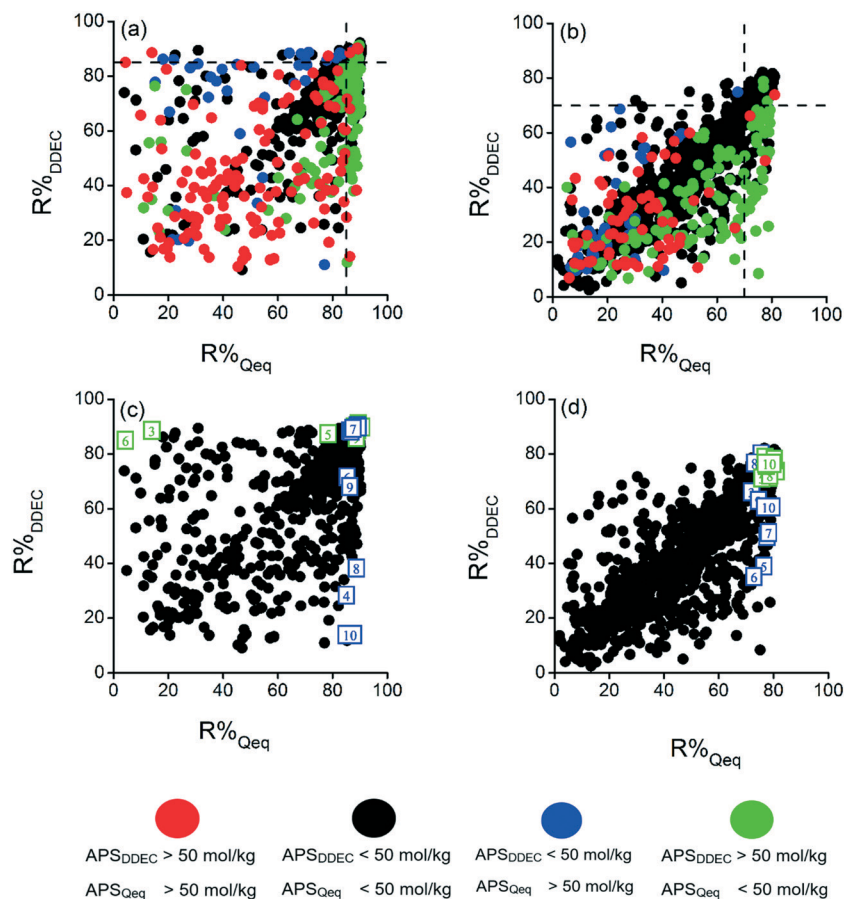 (a)
100
80
60
40
20
0
R%DDEC
0 20 40 60 80 100
R%Qeq
(b)
100
80
60
40
20
0
R%DDEC
0 20 40 60 80 100
R%Qeq
(c)
100
80
60
40
20
0
R%DDEC
6 3 5 7
9
8
4
10
0 20 40 60 80 100
R%Qeq
(d)
100
80
60
40
20
0
R%DDEC
8 10
10
7
5
6
0 20 40 60 80 100
R%Qeq
APSDDEC > 50 mol/kg
APSQeq > 50 mol/kg
APSDDEC < 50 mol/kg
APSQeq < 50 mol/kg
APSDDEC < 50 mol/kg
APSQeq > 50 mol/kg
APSDDEC > 50 mol/kg
APSQeq < 50 mol/kg